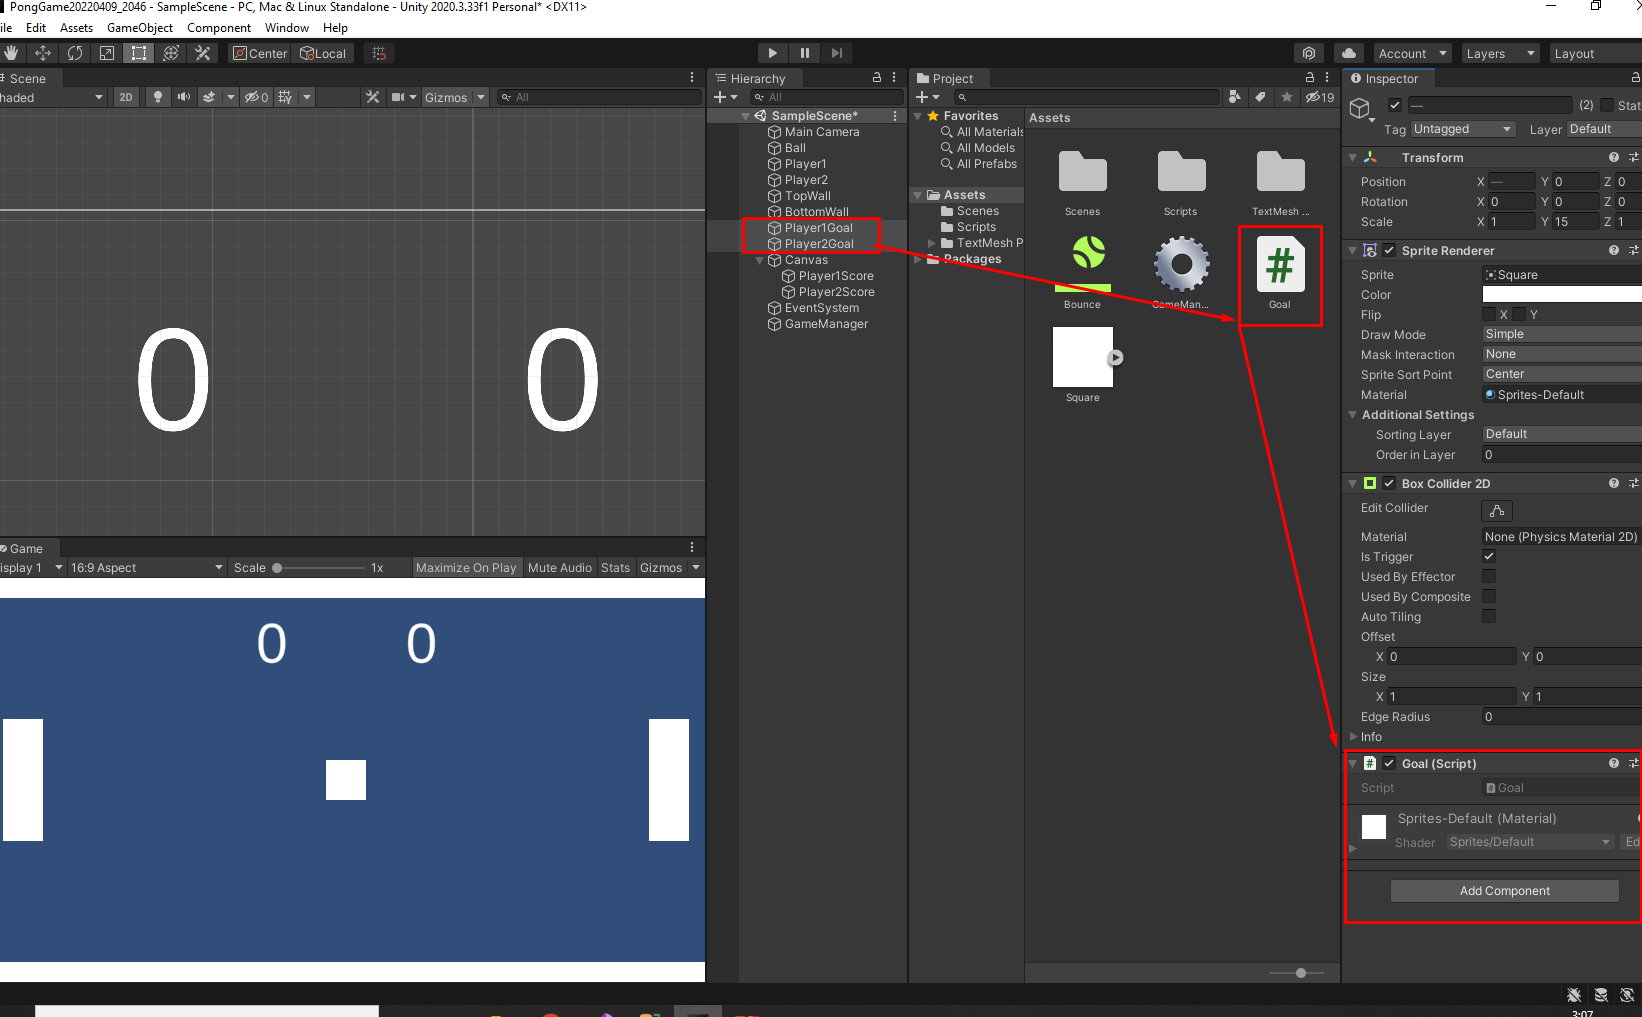 PongGame20220409_2046 - SampleScene - PC, Mac & Linux Standalone - Unity 2020.3.33f1 Personal* <DX11>
ile Edit Assets GameObject Component Window Help
Center Local Account Layers Layout
Scene
haded 2D 0 Gizmos All
0 0
Game
isplay 1 16:9 Aspect Scale 1x Maximize On Play Mute Audio Stats Gizmos
0 0
Hierarchy
All
SampleScene*
Main Camera
Ball
Player1
Player2
TopWall
BottomWall
Player1Goal
Player2Goal
Canvas
Player1Score
Player2Score
EventSystem
GameManager
Project
19
Favorites
All Materials
All Models
All Prefabs
Assets
Scenes
Scripts
TextMesh P
Packages
Assets
Scenes Scripts TextMesh ...
Bounce GameMan... Goal
Square
Inspector
— (2) Stat
Tag Untagged Layer Default
Transform
Position X — Y 0 Z 0
Rotation X 0 Y 0 Z 0
Scale X 1 Y 15 Z 1
Sprite Renderer
Sprite Square
Color
Flip X Y
Draw Mode Simple
Mask Interaction None
Sprite Sort Point Center
Material Sprites-Default
Additional Settings
Sorting Layer Default
Order in Layer 0
Box Collider 2D
Edit Collider
Material None (Physics Material 2D)
Is Trigger
Used By Effector
Used By Composite
Auto Tiling
Offset
X 0 Y 0
Size
X 1 Y 1
Edge Radius 0
Info
# Goal (Script)
Script # Goal
Sprites-Default (Material)
Shader Sprites/Default Ed
Add Component
3:07